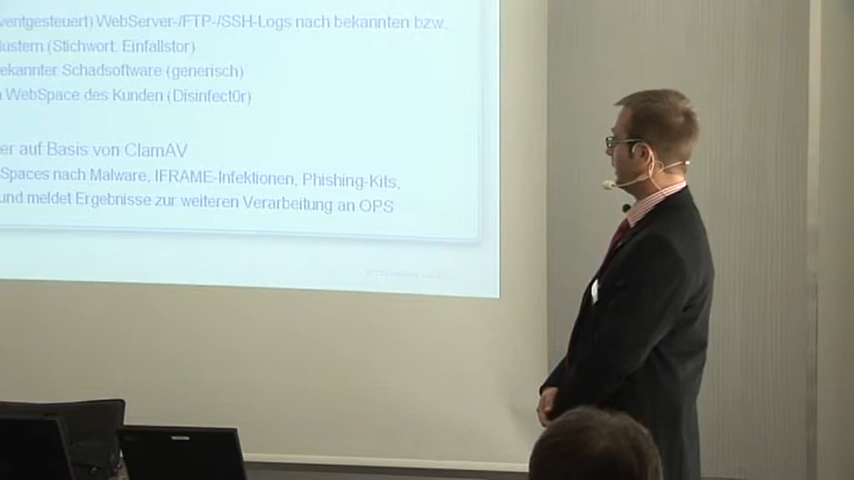 ventgesteuert) WebServer-/FTP-/SSH-Logs nach bekannten bzw.
Mustern (Stichwort: Einfallstor)
ekannter Schadsoftware (generisch)
WebSpace des Kunden (Disinfect0r)
er auf Basis von ClamAV
Spaces nach Malware, IFRAME-Infektionen, Phishing-Kits,
und meldet Ergebnisse zur weiteren Verarbeitung an OPS